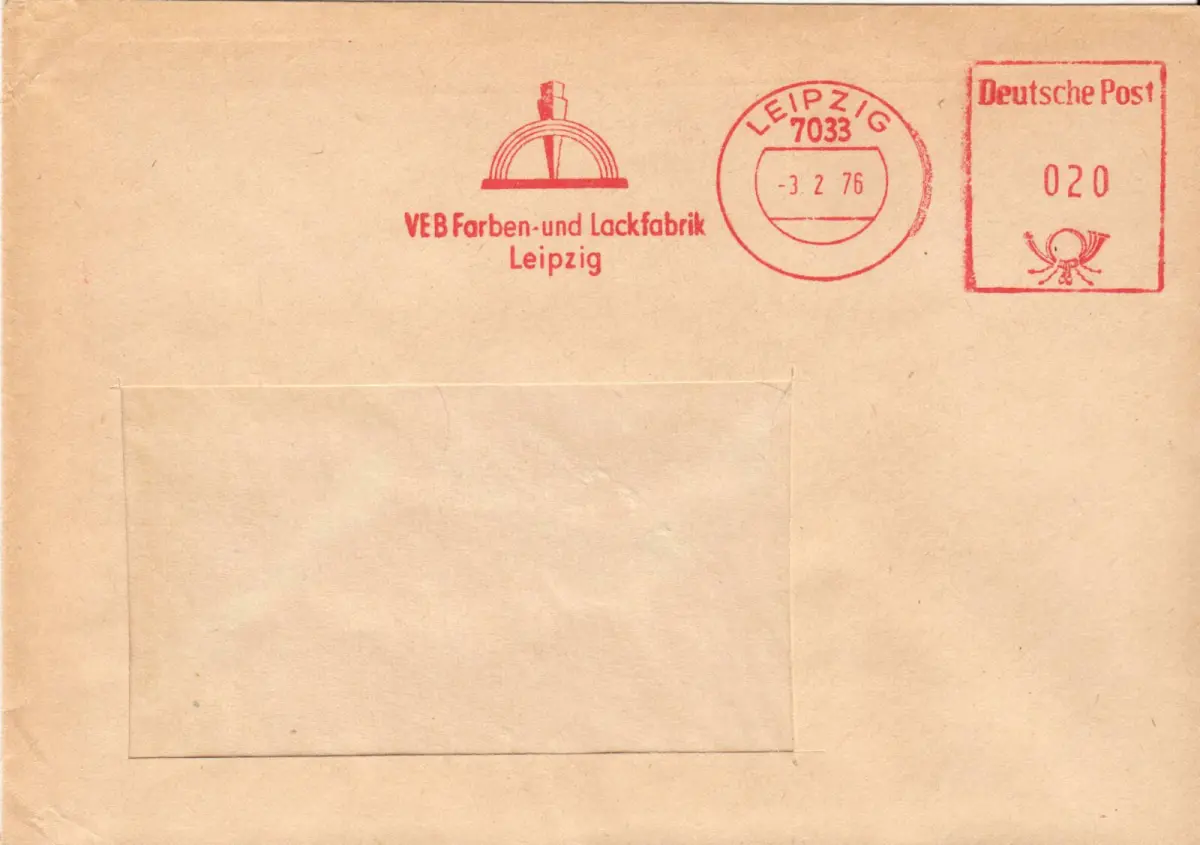 VEB Farben-und Lackfabrik
Leipzig
LEIPZIG
7033
-3. 2 76
Deutsche Post
020